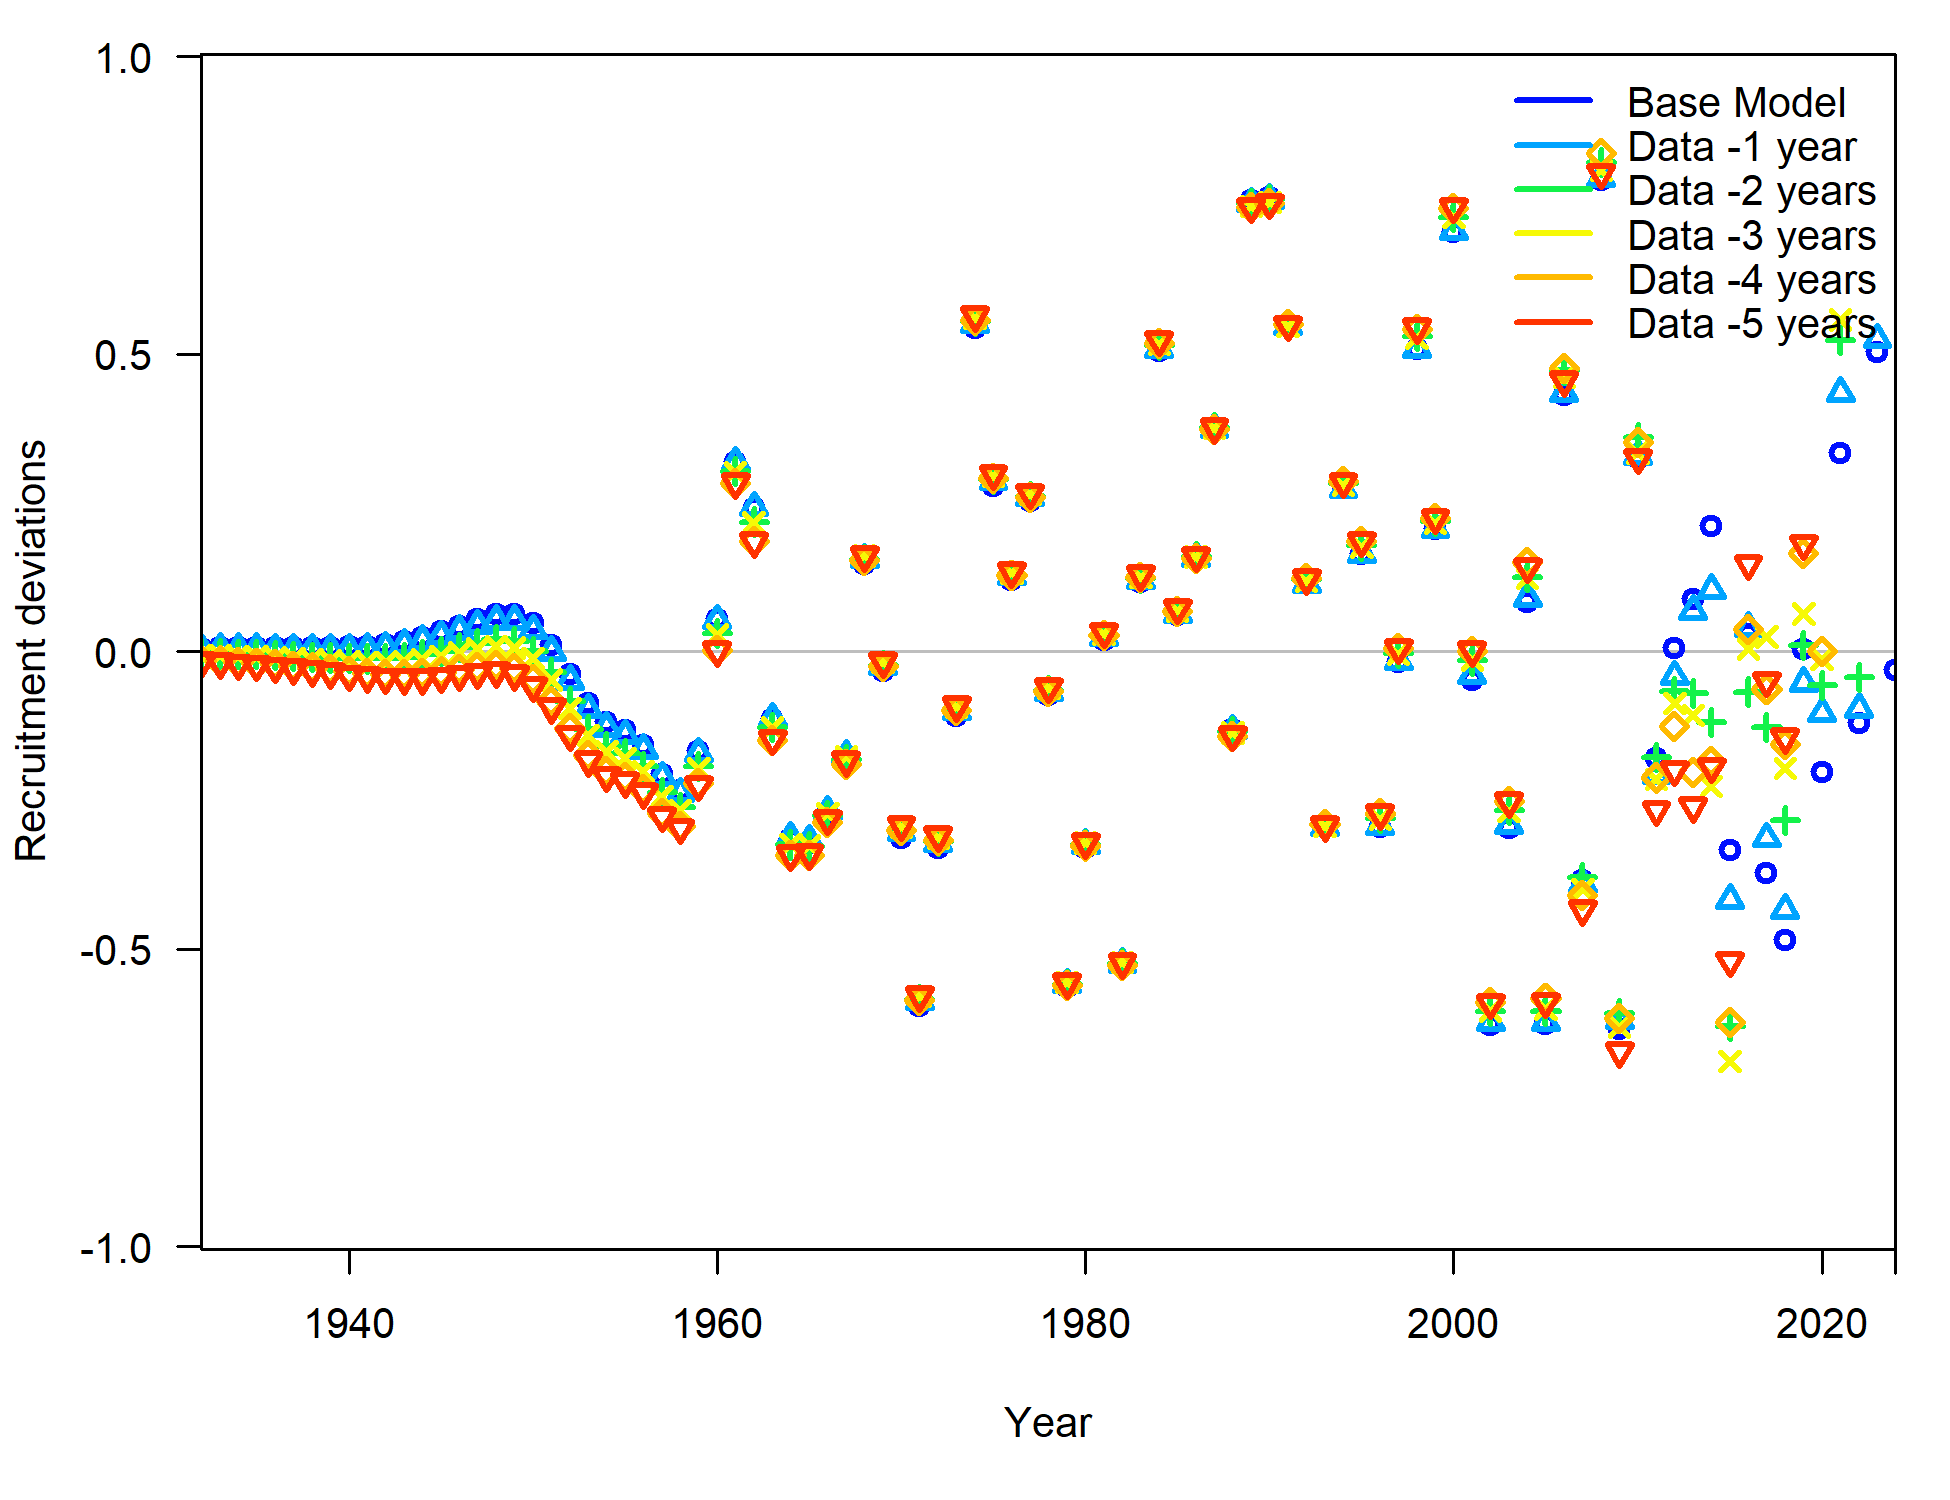 1.0
0.5
0.0
-0.5
-1.0
Recruitment deviations
Base Model
Data -1 year
Data -2 years
Data -3 years
Data -4 years
Data -5 years
1940
1960
1980
2000
2020
Year